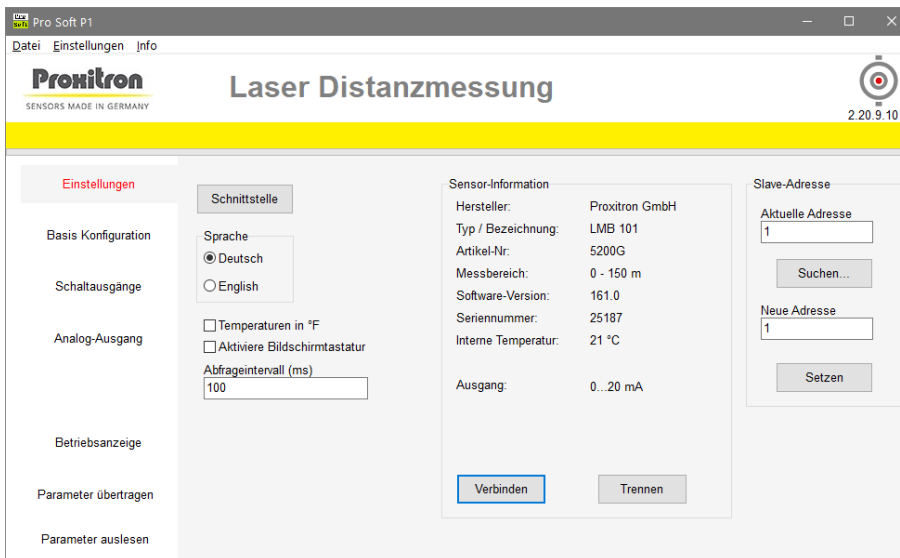 Pro Soft P1
Datei Einstellungen Info
Proxitron
SENSORS MADE IN GERMANY
Laser Distanzmessung
2.20.9.10
Einstellungen
Basis Konfiguration
Schaltausgänge
Analog-Ausgang
Betriebsanzeige
Parameter übertragen
Parameter auslesen
Schnittstelle
Sprache
Deutsch
English
Temperaturen in °F
Aktiviere Bildschirmtastatur
Abfrageintervall (ms)
100
Sensor-Information
Hersteller: Proxitron GmbH
Typ / Bezeichnung: LMB 101
Artikel-Nr: 5200G
Messbereich: 0 - 150 m
Software-Version: 161.0
Seriennummer: 25187
Interne Temperatur: 21 °C
Ausgang: 0...20 mA
Verbinden Trennen
Slave-Adresse
Aktuelle Adresse
1
Suchen...
Neue Adresse
1
Setzen